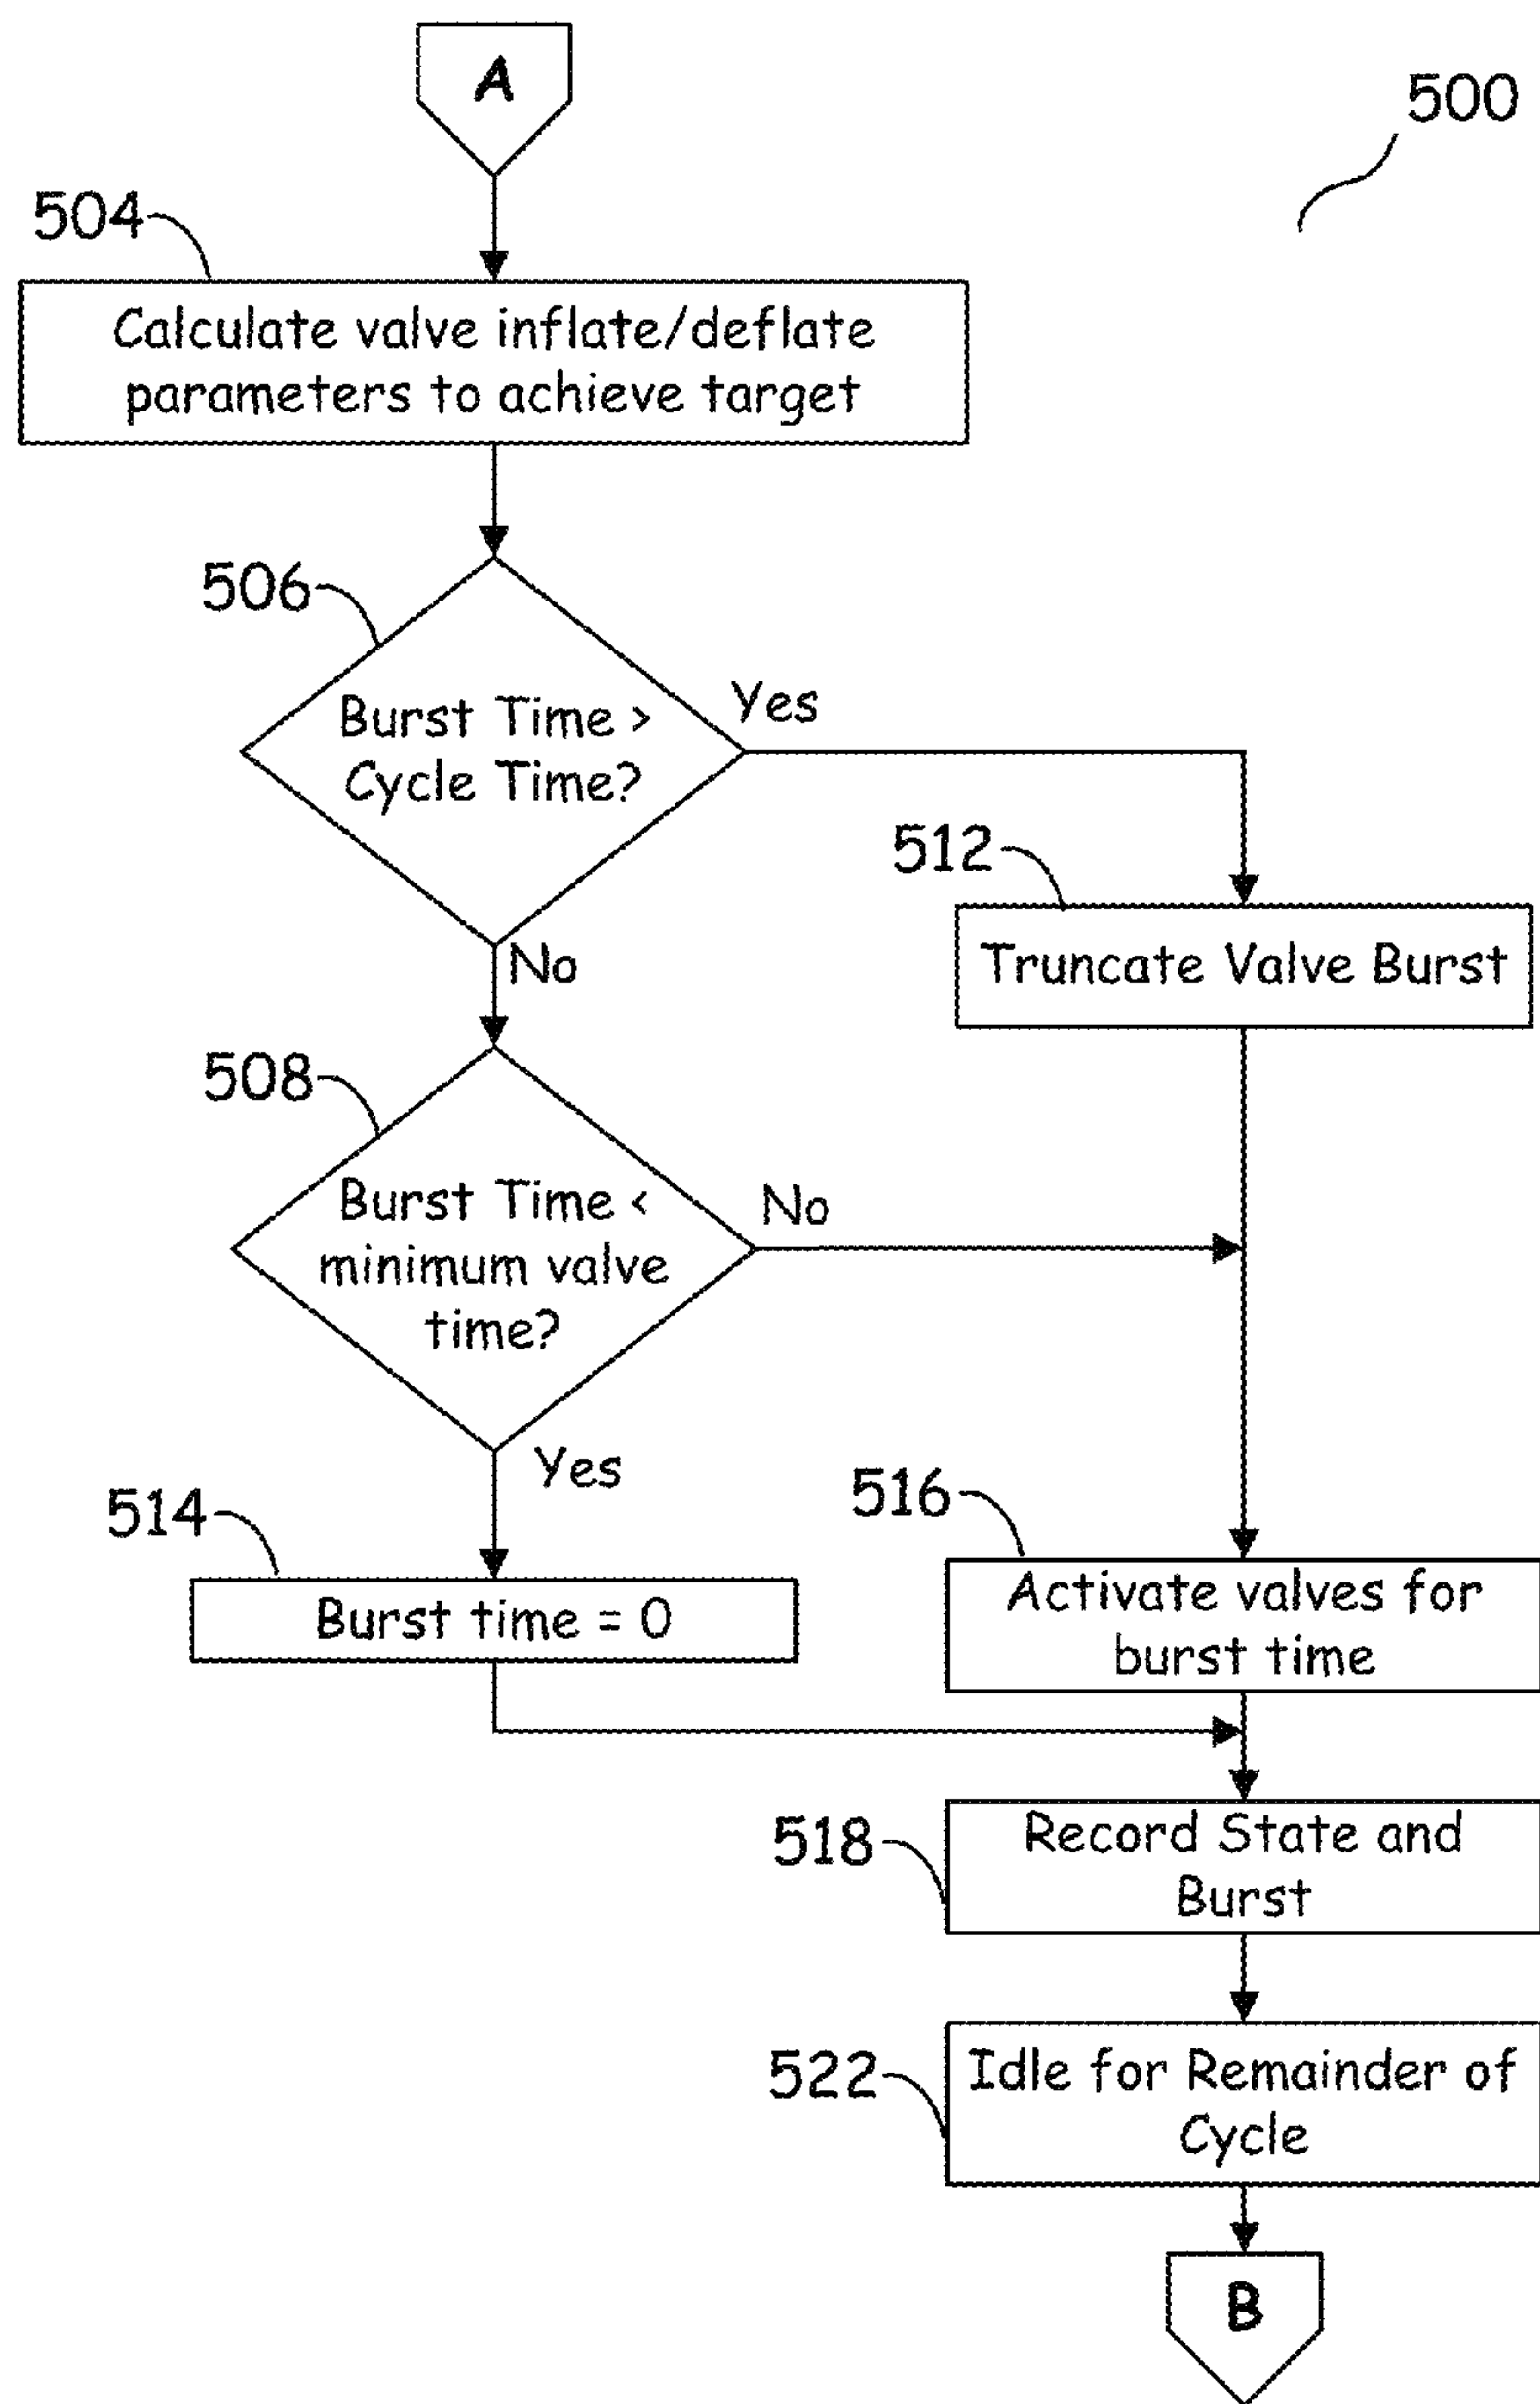 A
500
504
Calculate valve inflate/deflate
parameters to achieve target
506
Burst Time >
Cycle Time?
Yes
512
Truncate Valve Burst
No
508
Burst Time <
minimum valve
time?
No
Yes
514
Burst time = 0
516
Activate valves for
burst time
518
Record State and
Burst
522
Idle for Remainder of
Cycle
B